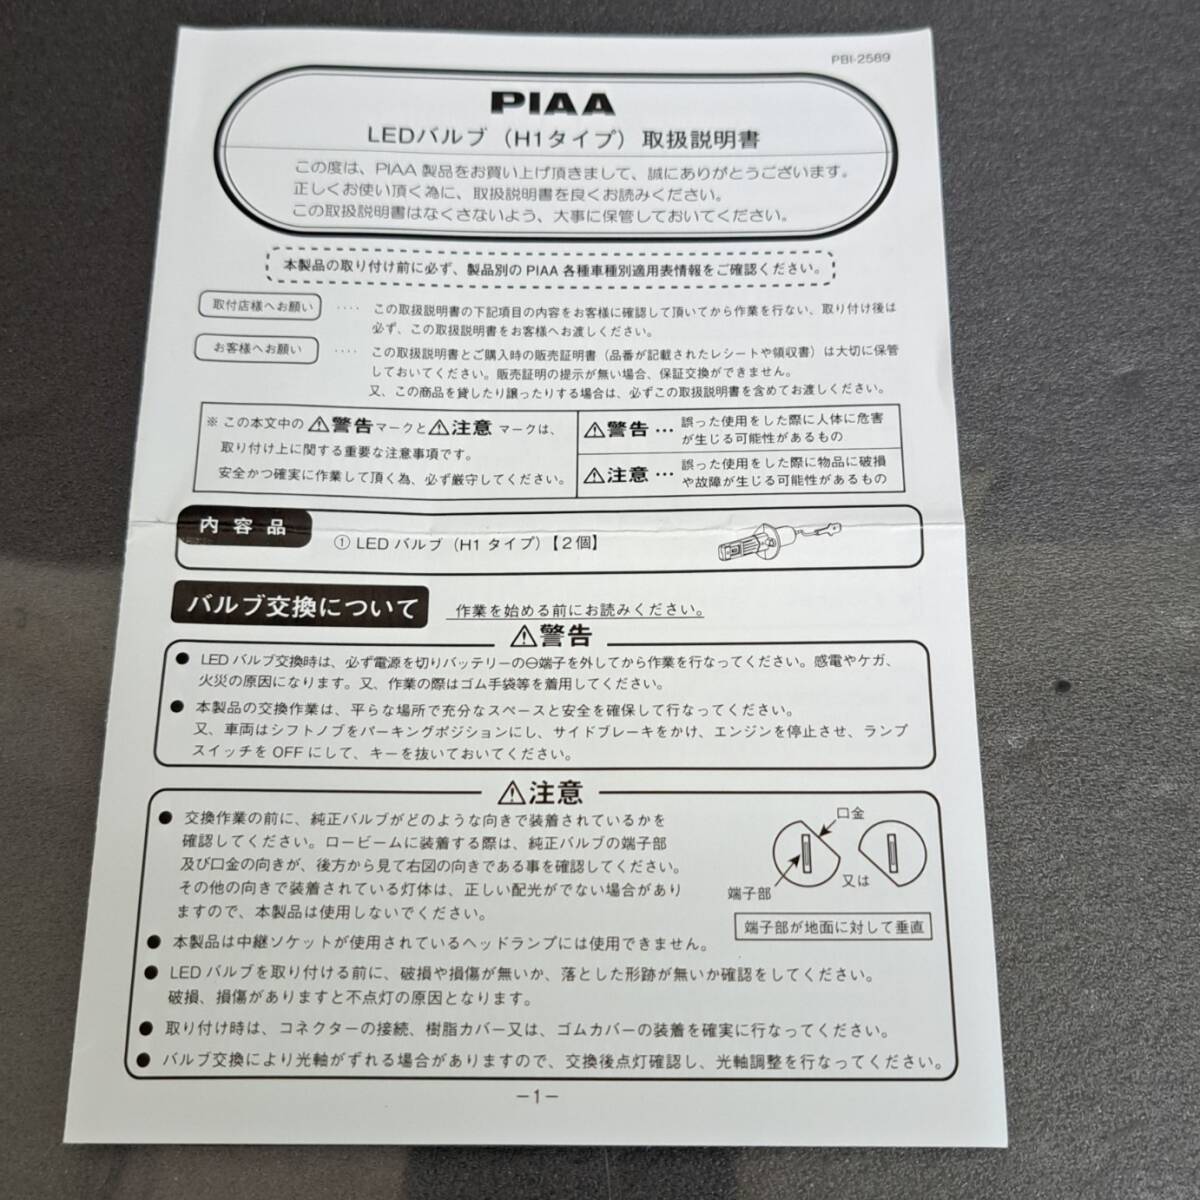 PBI-2569
PIAA
LEDバルブ(H1タイプ)取扱説明書
この度は、PIAA 製品をお買い上げ頂きまして、誠にありがとうございます。
正しくお使い頂く為に、取扱説明書を良くお読みください。
この取扱説明書はなくさないよう、大事に保管しておいてください。
本製品の取り付け前に必ず、製品別の PIAA 各種車種別適用表情報をご確認ください。
取付店様へお願い ‥‥ この取扱説明書の下記項目の内容をお客様に確認して頂いてから作業を行ない、取り付け後は
必ず、この取扱説明書をお客様へお渡しください。
お客様へお願い ‥‥ この取扱説明書とご購入時の販売証明書(品番が記載されたレシートや領収書)は大切に保管
しておいてください。販売証明の提示が無い場合、保証交換ができません。
又、この商品を貸したり譲ったりする場合は、必ずこの取扱説明書を含めてお渡しください。
※ この本文中の ⚠警告マークと⚠注意 マークは、
取り付け上に関する重要な注意事項です。
安全かつ確実に作業して頂く為、必ず厳守してください。
⚠警告 … 誤った使用をした際に人体に危害
が生じる可能性があるもの
⚠注意 … 誤った使用をした際に物品に破損
や故障が生じる可能性があるもの
内容品
① LED バルブ(H1 タイプ)【2個】
バルブ交換について 作業を始める前にお読みください。
⚠警告
● LED バルブ交換時は、必ず電源を切りバッテリーの⊖端子を外してから作業を行なってください。感電やケガ、
火災の原因になります。又、作業の際はゴム手袋等を着用してください。
● 本製品の交換作業は、平らな場所で充分なスペースと安全を確保して行なってください。
又、車両はシフトノブをパーキングポジションにし、サイドブレーキをかけ、エンジンを停止させ、ランプ
スイッチを OFF にして、キーを抜いておいてください。
⚠注意
● 交換作業の前に、純正バルブがどのような向きで装着されているかを
確認してください。ロービームに装着する際は、純正バルブの端子部
及び口金の向きが、後方から見て右図の向きである事を確認してください。
その他の向きで装着されている灯体は、正しい配光がでない場合があり
ますので、本製品は使用しないでください。
口金
端子部
又は
端子部が地面に対して垂直
● 本製品は中継ソケットが使用されているヘッドランプには使用できません。
● LED バルブを取り付ける前に、破損や損傷が無いか、落とした形跡が無いか確認をしてください。
破損、損傷がありますと不点灯の原因となります。
● 取り付け時は、コネクターの接続、樹脂カバー又は、ゴムカバーの装着を確実に行なってください。
● バルブ交換により光軸がずれる場合がありますので、交換後点灯確認し、光軸調整を行なってください。
－1－